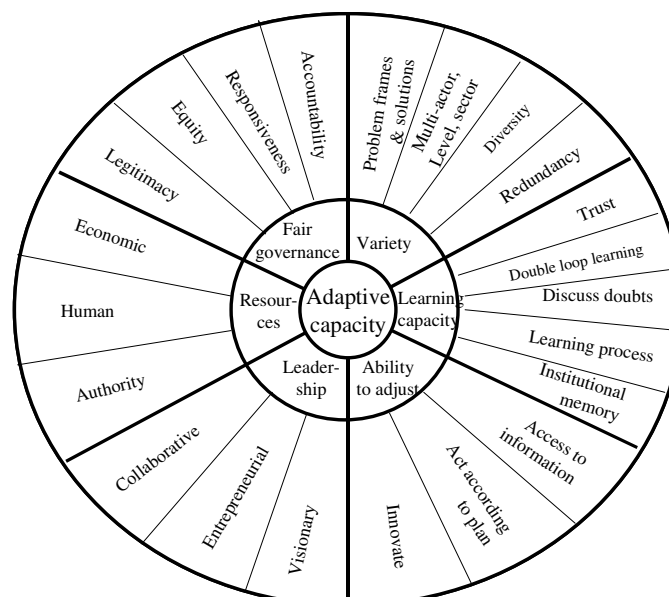 Adaptive
capacity
Variety
Problem frames
& solutions
Multi-actor,
Level, sector
Diversity
Redundancy
Learning
capacity
Trust
Double loop learning
Discuss doubts
Learning process
Institutional
memory
Ability
to adjust
Access to
information
Act according
to plan
Innovate
Leader-
ship
Visionary
Entrepreneurial
Collaborative
Resour-
ces
Authority
Human
Economic
Fair
governance
Legitimacy
Equity
Responsiveness
Accountability